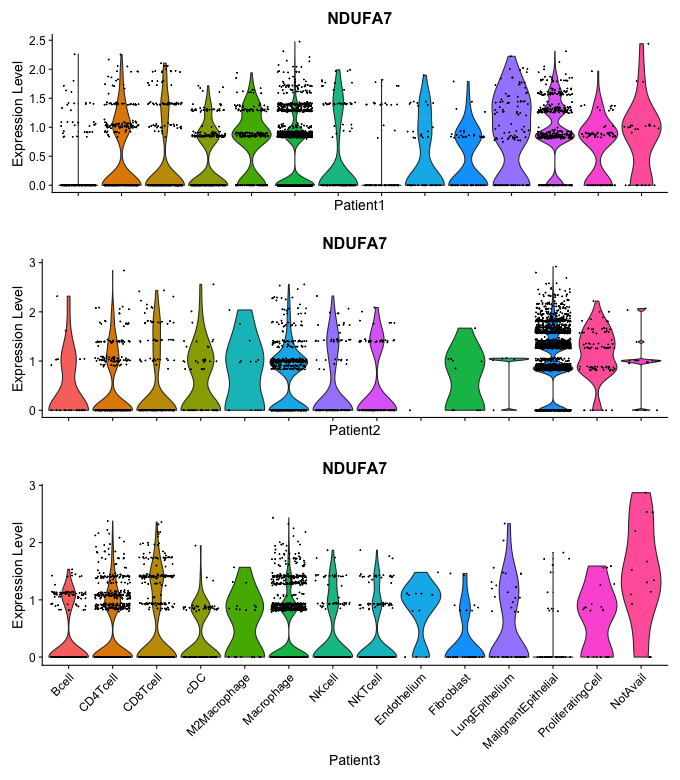 NDUFA7
Expression Level
2.5
2.0
1.5
1.0
0.5
0.0
Patient1
NDUFA7
Expression Level
3
2
1
0
Patient2
NDUFA7
Expression Level
3
2
1
0
Bcell
CD4Tcell
CD8Tcell
cDC
M2Macrophage
Macrophage
NKcell
NKTcell
Endothelium
Fibroblast
LungEpithelium
MalignantEpithelial
ProliferatingCell
NotAvail
Patient3